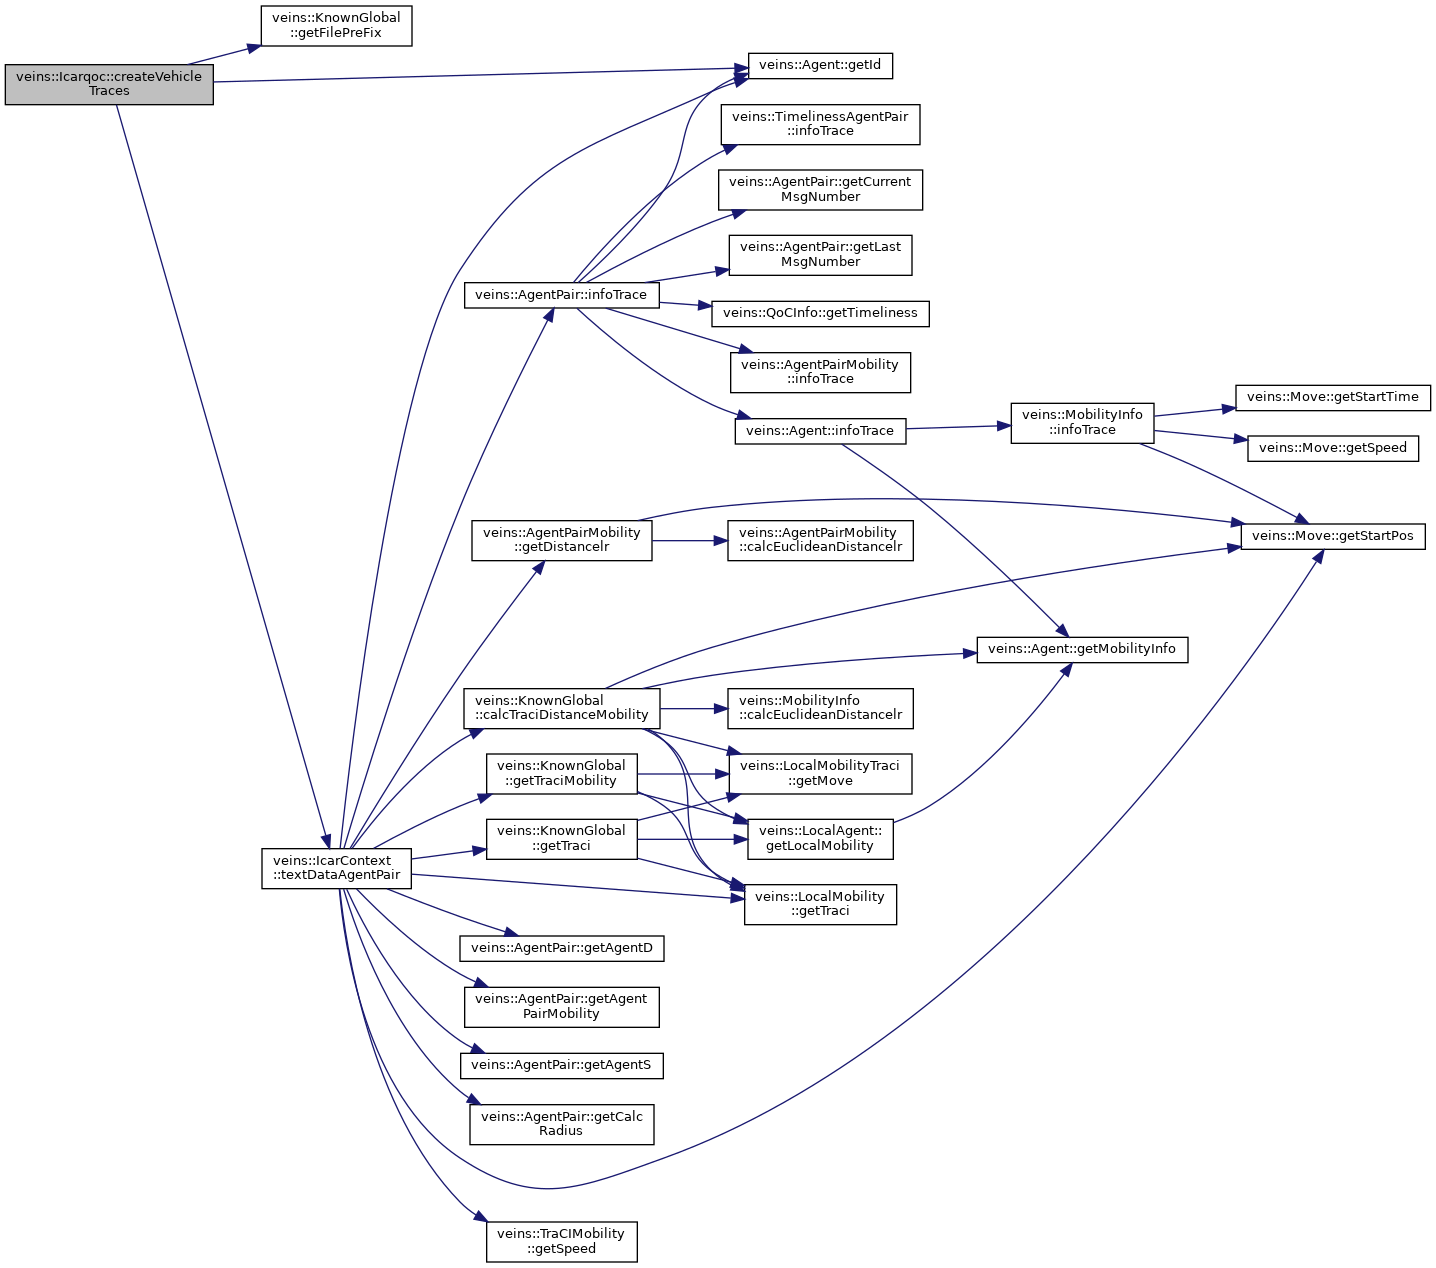 veins::KnownGlobal
::getFilePreFix
veins::Icarqoc::createVehicle
Traces
veins::Agent::getId
veins::TimelinessAgentPair
::infoTrace
veins::AgentPair::getCurrent
MsgNumber
veins::AgentPair::getLast
MsgNumber
veins::AgentPair::infoTrace
veins::QoCInfo::getTimeliness
veins::AgentPairMobility
::infoTrace
veins::Agent::infoTrace
veins::MobilityInfo
::infoTrace
veins::Move::getStartTime
veins::Move::getSpeed
veins::AgentPairMobility
::getDistanceIr
veins::AgentPairMobility
::calcEuclideanDistanceIr
veins::Move::getStartPos
veins::Agent::getMobilityInfo
veins::KnownGlobal
::calcTraciDistanceMobility
veins::MobilityInfo
::calcEuclideanDistanceIr
veins::KnownGlobal
::getTraciMobility
veins::LocalMobilityTraci
::getMove
veins::KnownGlobal
::getTraci
veins::LocalAgent::
getLocalMobility
veins::IcarContext
::textDataAgentPair
veins::LocalMobility
::getTraci
veins::AgentPair::getAgentD
veins::AgentPair::getAgent
PairMobility
veins::AgentPair::getAgentS
veins::AgentPair::getCalc
Radius
veins::TraCIMobility
::getSpeed